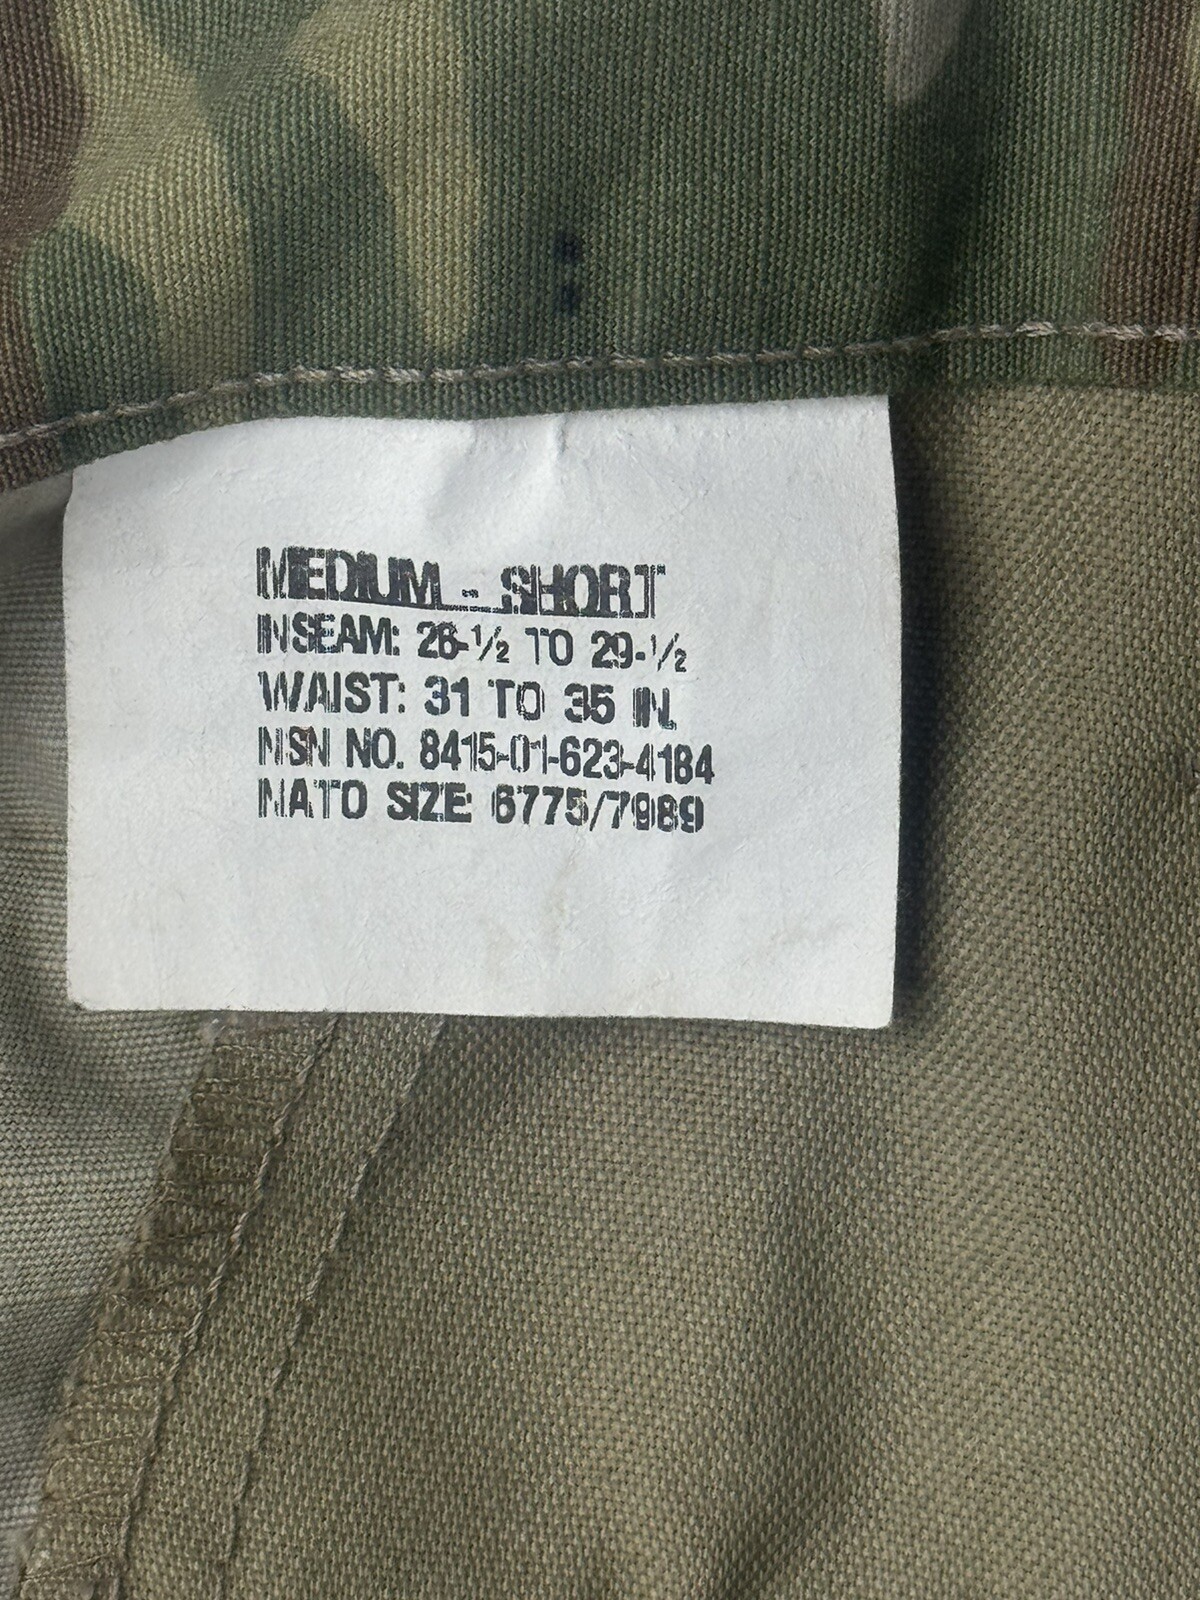 MEDIUM - SHORT
INSEAM: 26-½ TO 29-½
WAIST: 31 TO 35 IN.
NSN NO. 8415-01-623-4184
NATO SIZE: 6775/7989